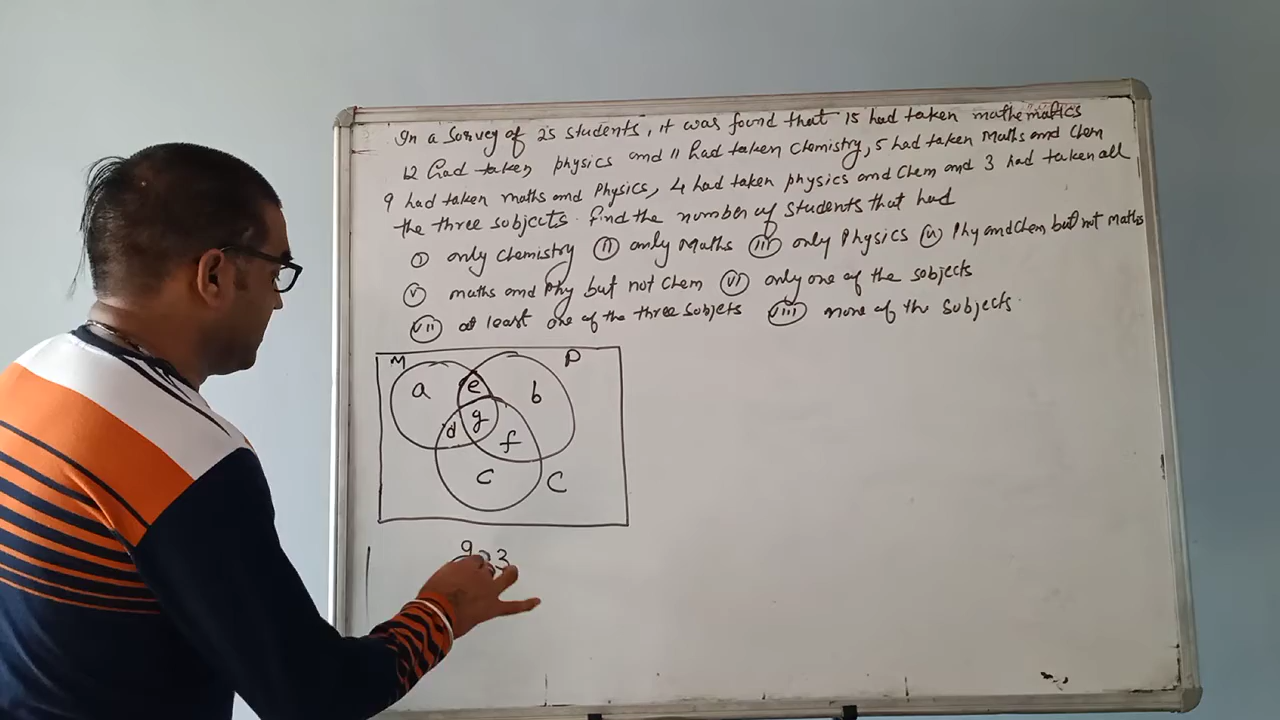 In a Sorvey of 25 students, it was found that 15 had taken mathematics
12 had taken physics and 11 had taken Chemistry, 5 had taken Maths and Chem
9 had taken maths and Physics, 4 had taken physics and Chem and 3 had taken all
the three subjects. find the number of students that had
(i) only chemistry (ii) only Maths (iii) only Physics (iv) Phy and Chem but not maths
(v) maths and Phy but not Chem (vi) only one of the sobjects
(vii) at least one of the three Subjets (viii) none of the Subjects.
M P
a e b
g
d f
c C
9 3